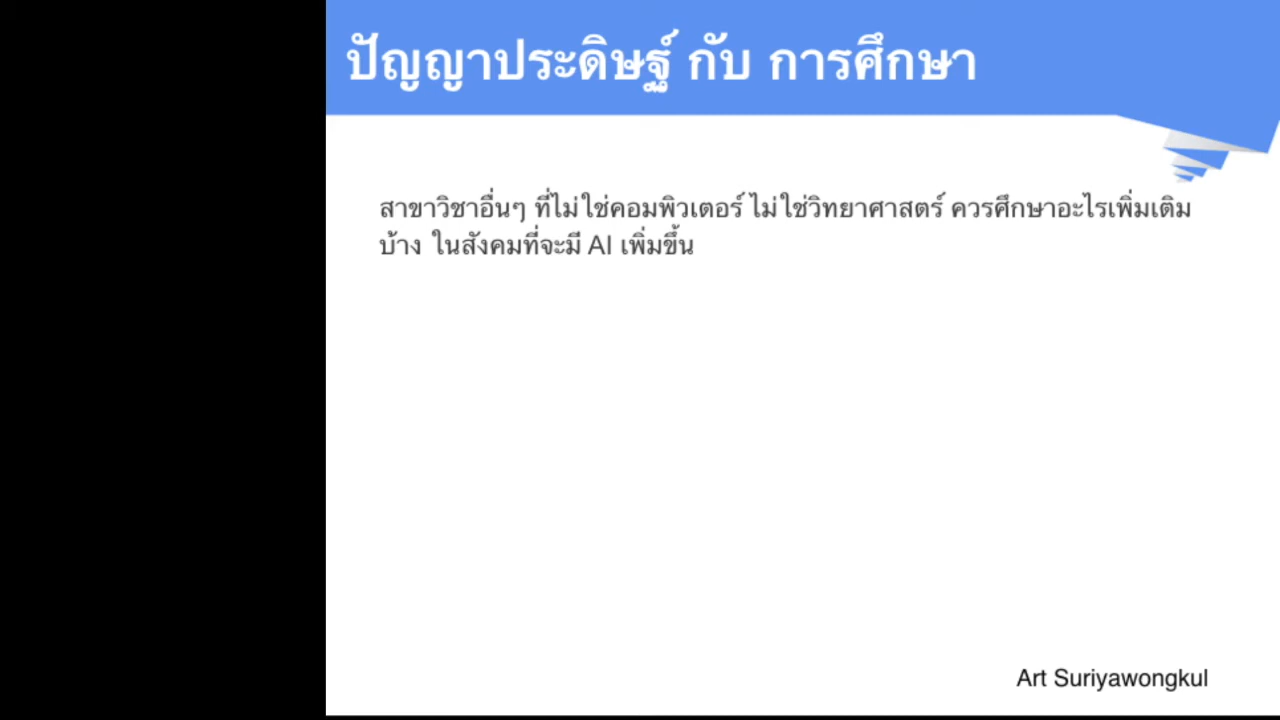 ปัญญาประดิษฐ์ กับ การศึกษา
สาขาวิชาอื่นๆ ที่ไม่ใช่คอมพิวเตอร์ ไม่ใช่วิทยาศาสตร์ ควรศึกษาอะไรเพิ่มเติม
บ้าง ในสังคมที่จะมี AI เพิ่มขึ้น
Art Suriyawongkul